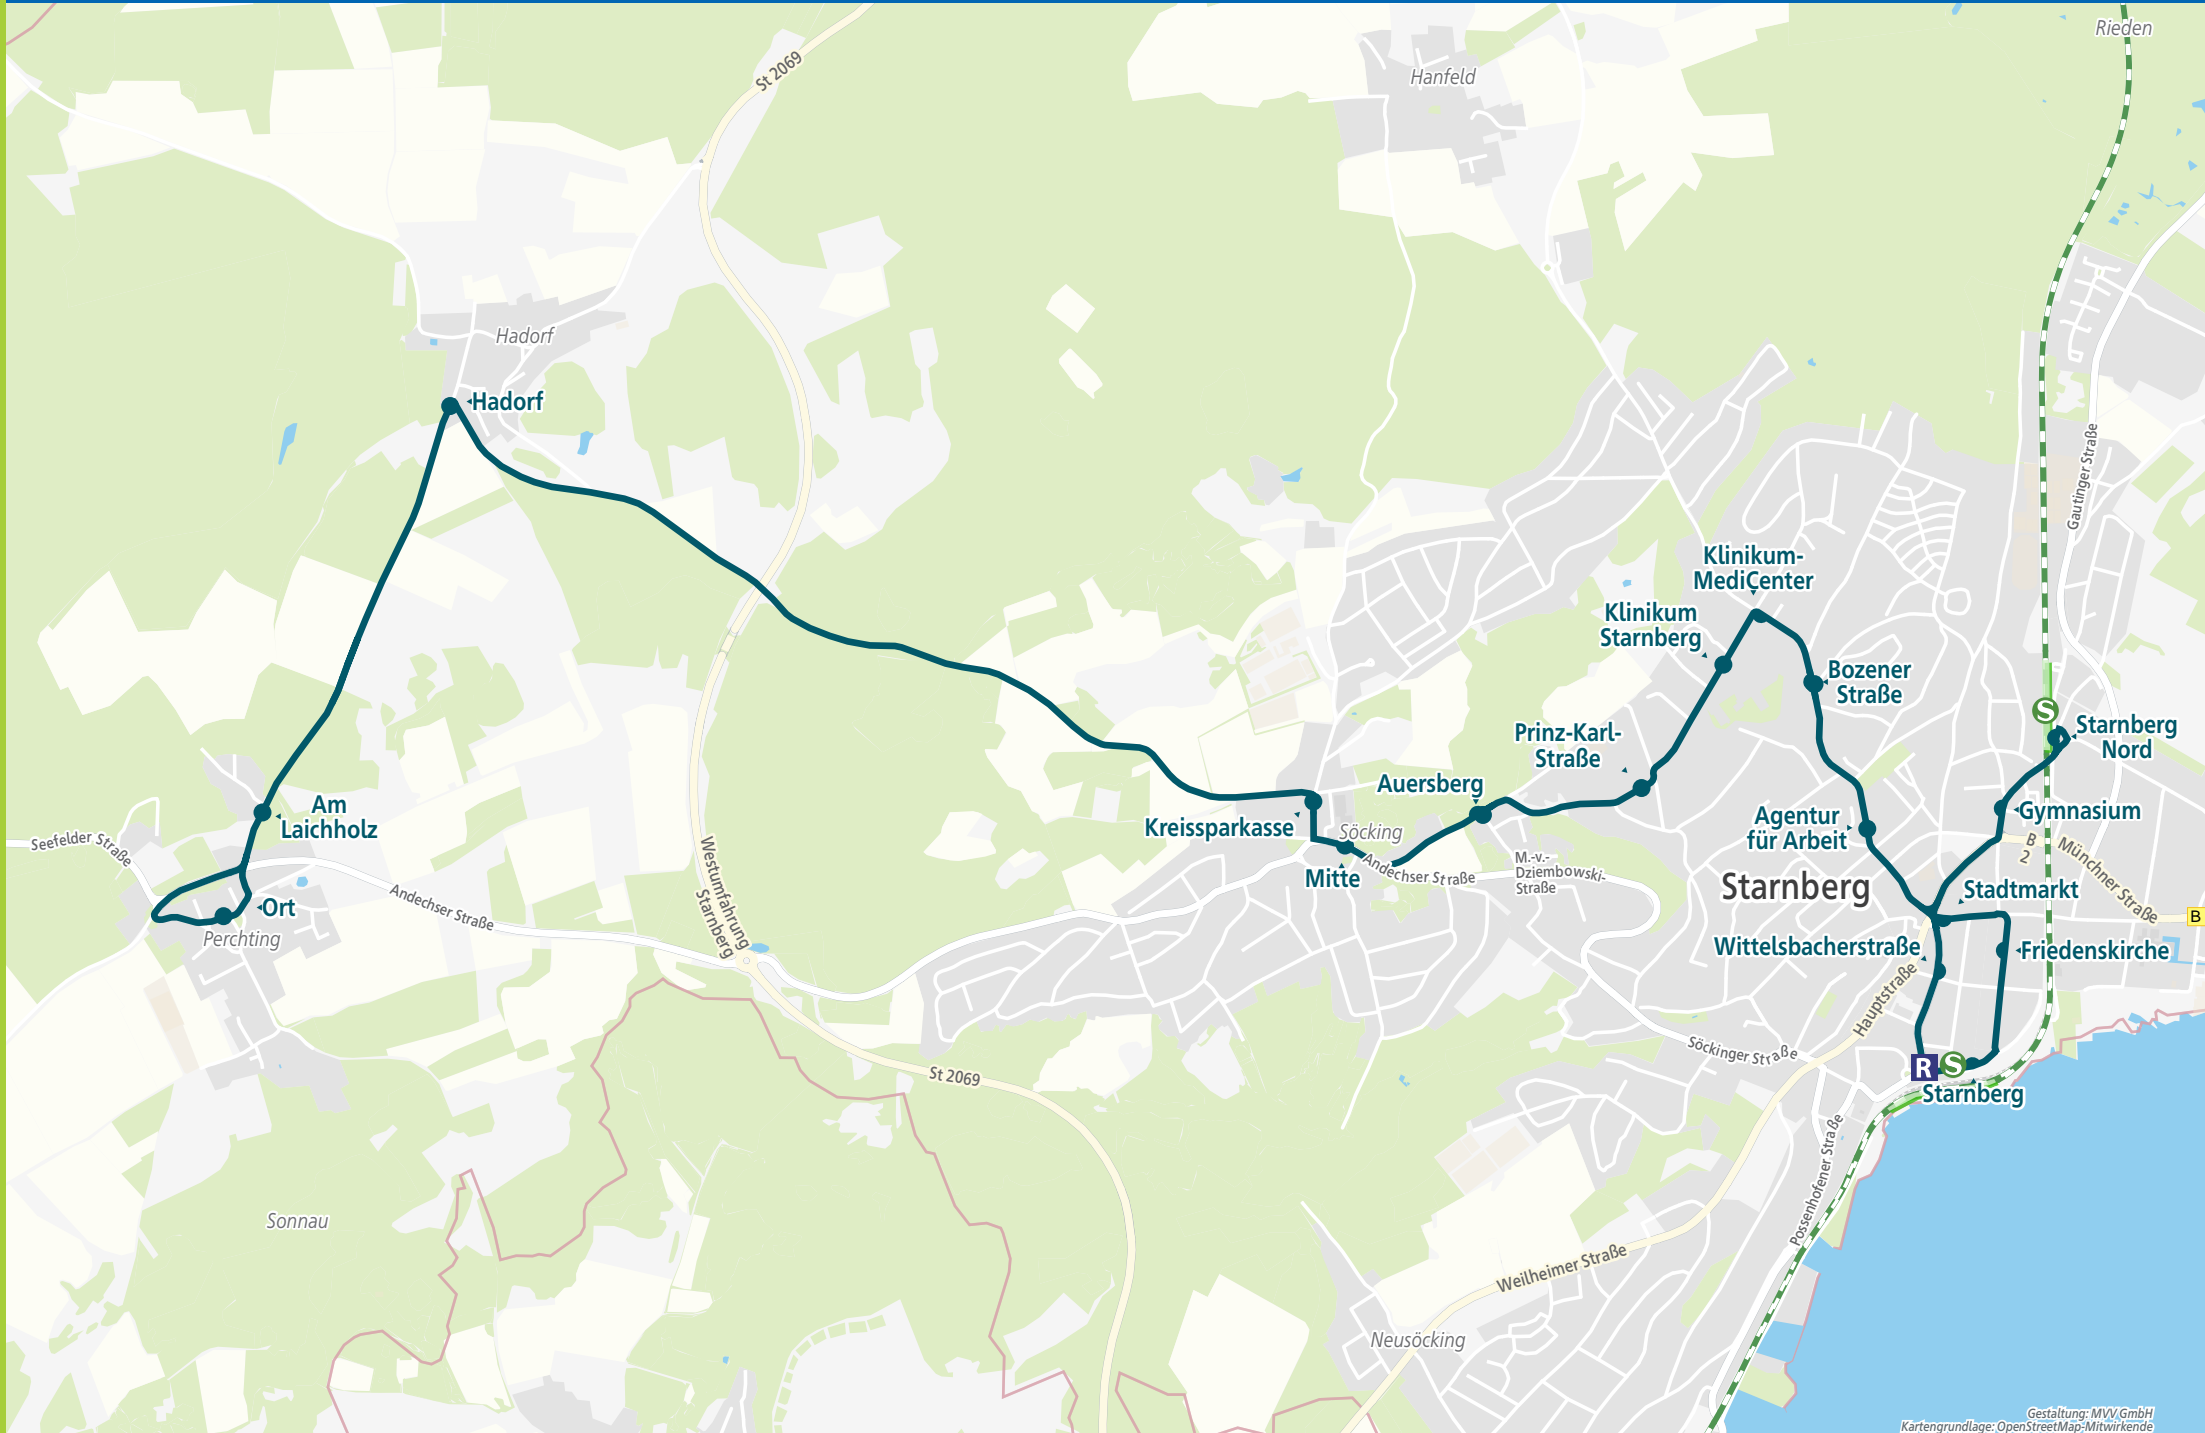 Rieden
St 2069
Hanfeld
Hadorf
Hadorf
Gautinger Straße
Klinikum-
MediCenter
Klinikum
Starnberg
Bozener
Straße
S
Starnberg
Nord
Prinz-Karl-
Straße
Auersberg
Am
Laichholz
Kreissparkasse
Söcking
Mitte
Agentur
für Arbeit
Gymnasium
B
2
Münchner Straße
Seefelder Straße
Andechser Straße
M.-v.-
Dziembowski-
Straße
Starnberg
Stadtmarkt
B
Ort
Perchting
Andechser Straße
Westumfahrung
Starnberg
Wittelsbacherstraße
Friedenskirche
Hauptstraße
Söckinger Straße
R
S
Starnberg
St 2069
Possenhofener Straße
Sonnau
Weilheimer Straße
Neusöcking
Gestaltung: MVV GmbH
Kartengrundlage: OpenStreetMap-Mitwirkende